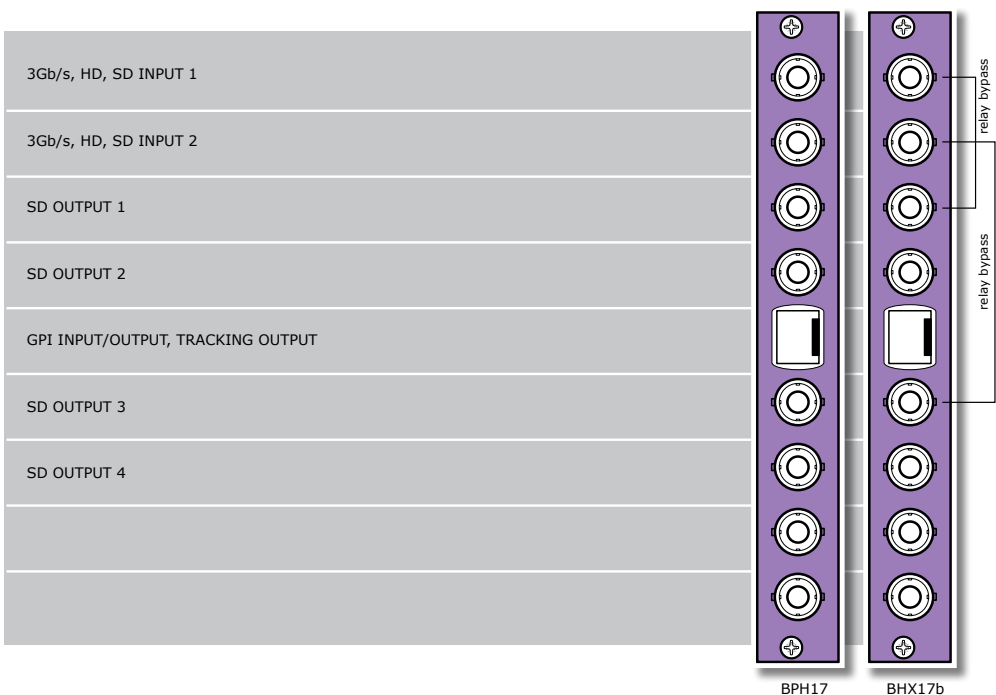 3Gb/s, HD, SD INPUT 1
3Gb/s, HD, SD INPUT 2
SD OUTPUT 1
SD OUTPUT 2
GPI INPUT/OUTPUT, TRACKING OUTPUT
SD OUTPUT 3
SD OUTPUT 4
relay bypass
relay bypass
BPH17
BHX17b